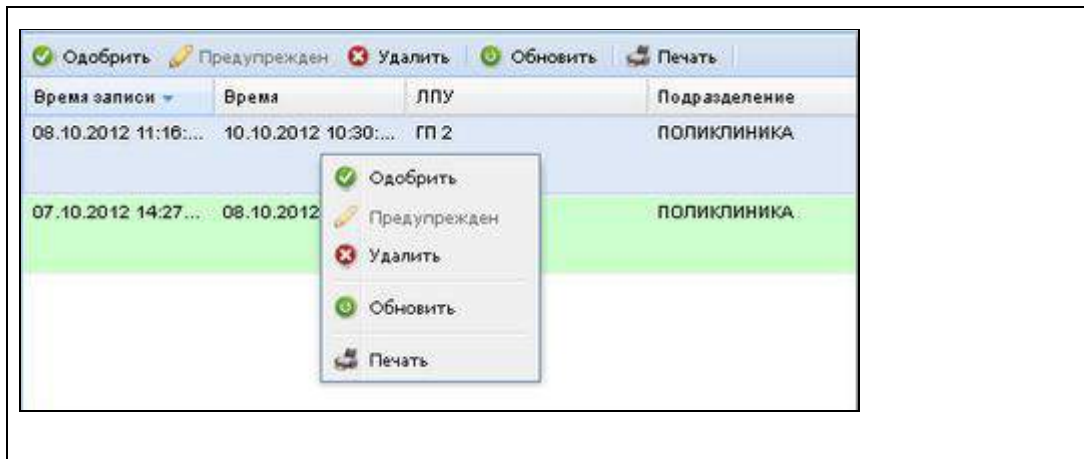 Одобрить Предупрежден Удалить Обновить Печать
Время записи Время ЛПУ Подразделение
08.10.2012 11:16:... 10.10.2012 10:30:... ГП 2 ПОЛИКЛИНИКА
Одобрить
07.10.2012 14:27... 08.10.2012 ПОЛИКЛИНИКА
Предупрежден
Удалить
Обновить
Печать